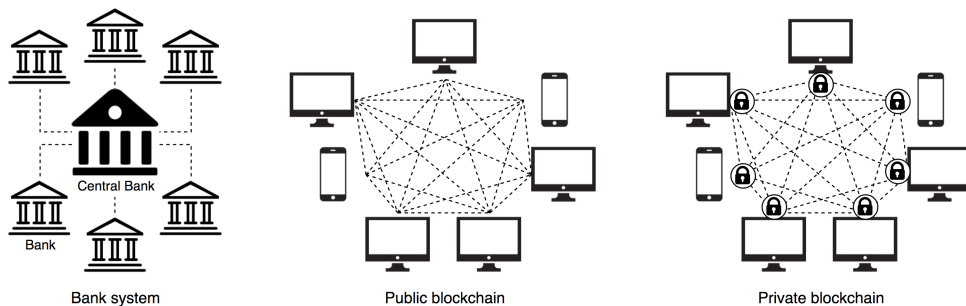 Central Bank
Bank
Bank system
Public blockchain
Private blockchain